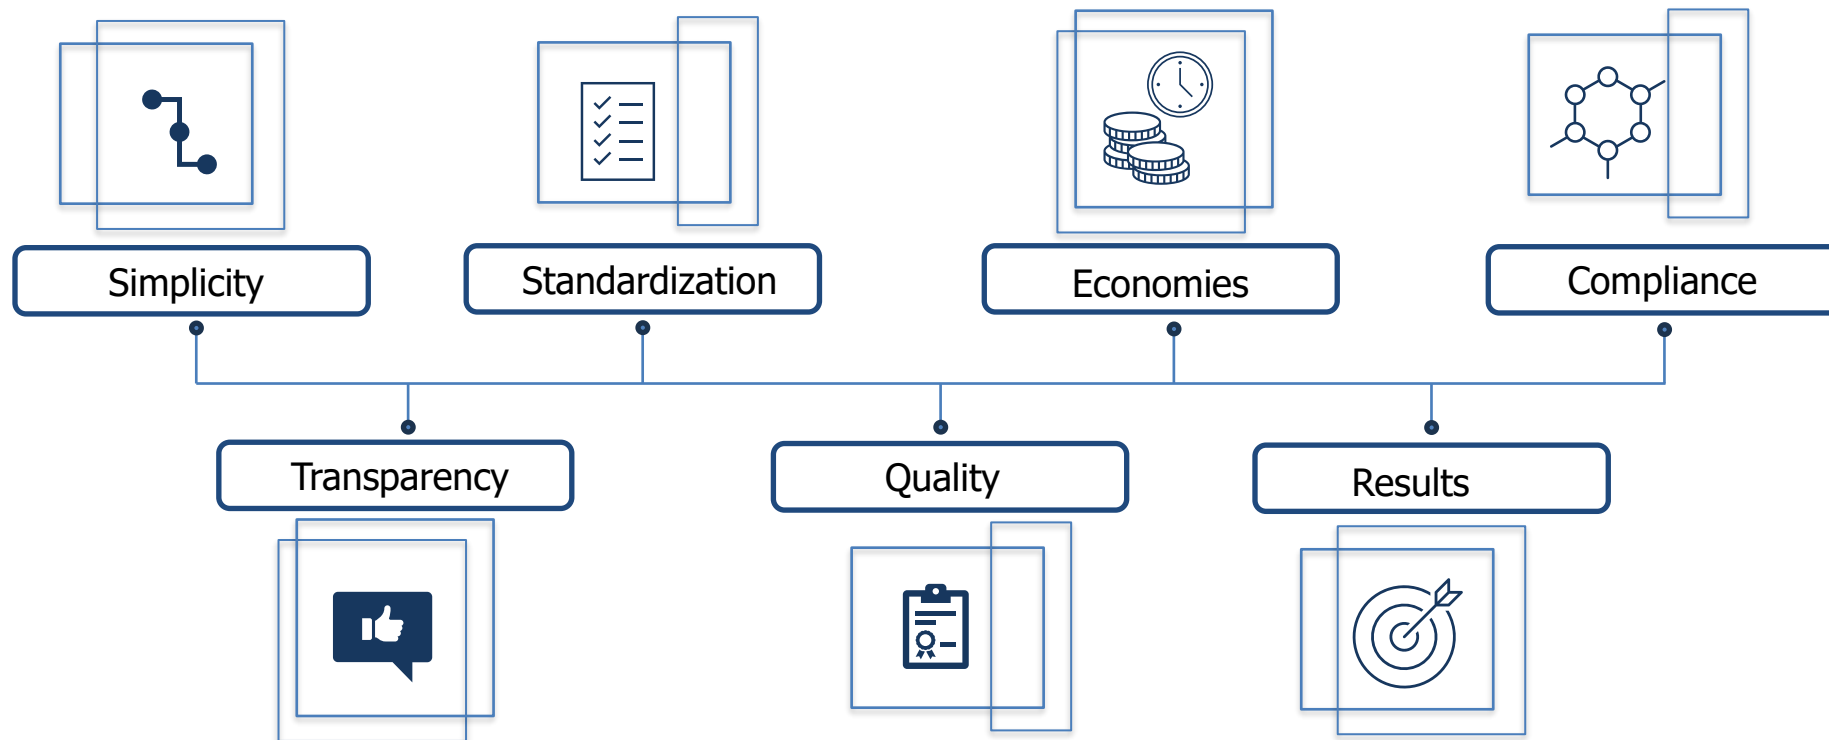 Simplicity
Standardization
Economies
Compliance
Transparency
Quality
Results